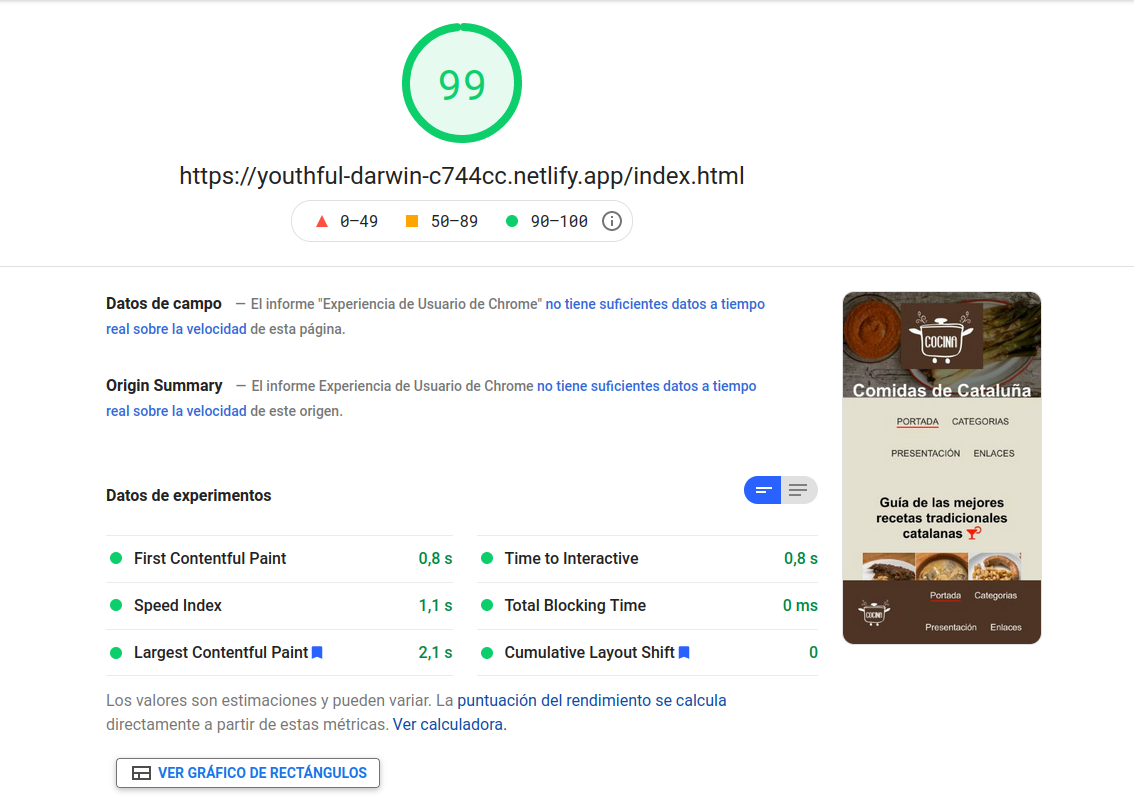 99
https://youthful-darwin-c744cc.netlify.app/index.html
0–49 50–89 90–100
Datos de campo — El informe "Experiencia de Usuario de Chrome" no tiene suficientes datos a tiempo
real sobre la velocidad de esta página.
Origin Summary — El informe Experiencia de Usuario de Chrome no tiene suficientes datos a tiempo
real sobre la velocidad de este origen.
Datos de experimentos
First Contentful Paint 0,8 s
Time to Interactive 0,8 s
Speed Index 1,1 s
Total Blocking Time 0 ms
Largest Contentful Paint 2,1 s
Cumulative Layout Shift 0
Los valores son estimaciones y pueden variar. La puntuación del rendimiento se calcula
directamente a partir de estas métricas. Ver calculadora.
VER GRÁFICO DE RECTÁNGULOS
COCINA
Comidas de Cataluña
PORTADA CATEGORIAS
PRESENTACIÓN ENLACES
Guía de las mejores
recetas tradicionales
catalanas
COCINA
Portada Categorias
Presentación Enlaces